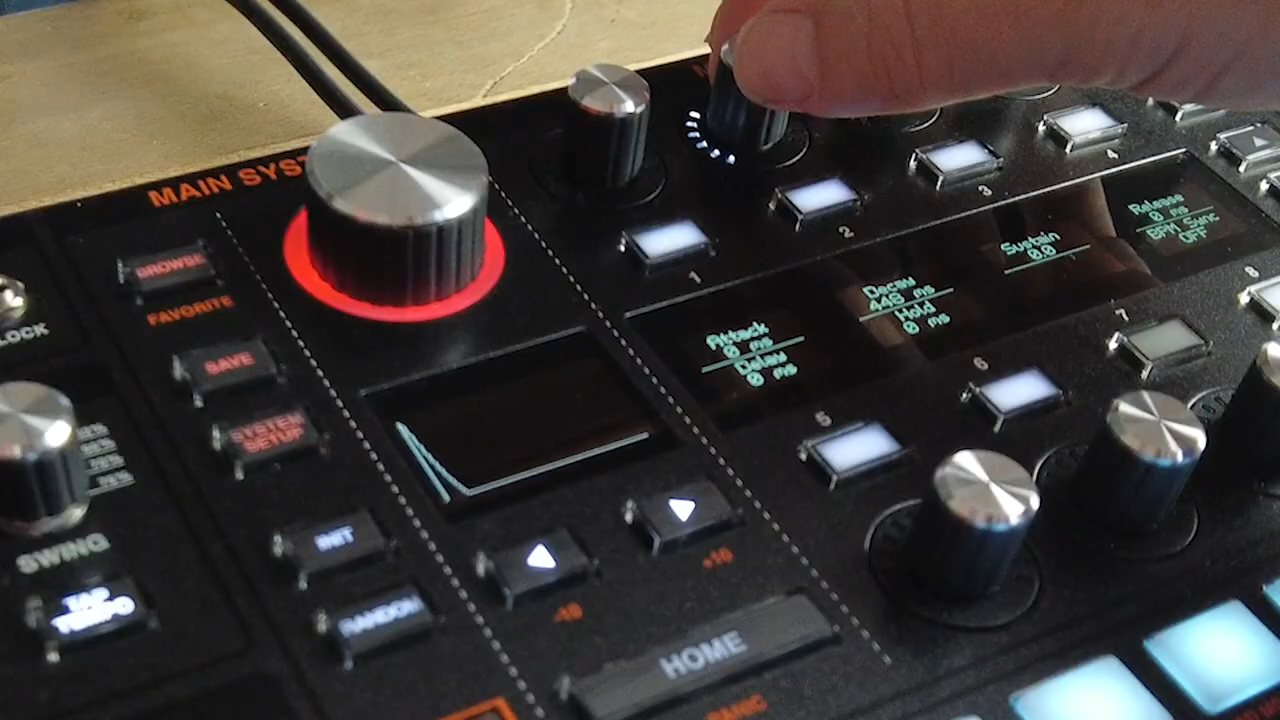 MAIN SYST
BROWSE
FAVORITE
LOCK
SAVE
SYSTEM
SETUP
SWING
TAP
TEMPO
INIT
RANDOM
-10
+10
HOME
PANIC
1
2
3
4
5
6
7
8
Attack
0 ms
Delay
0 ms
Decay
448 ms
Hold
0 ms
Sustain
0.0
Release
0 ms
BPM Sync
OFF